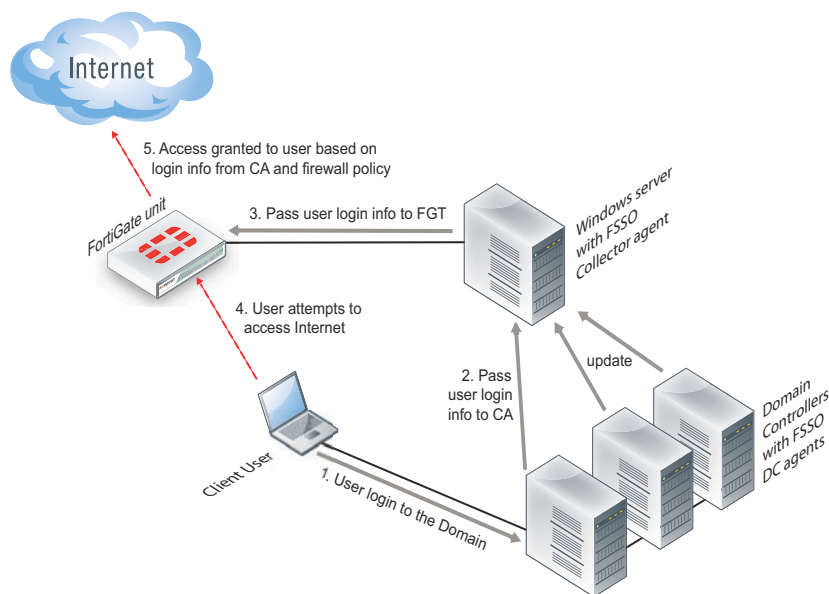 Internet
5. Access granted to user based on
login info from CA and firewall policy
FortiGate unit
3. Pass user login info to FGT
Windows server
with FSSO
Collector agent
4. User attempts to
access Internet
2. Pass
user login
info to CA
update
Domain
Controllers
with FSSO
DC agents
Client User
1. User login to the Domain